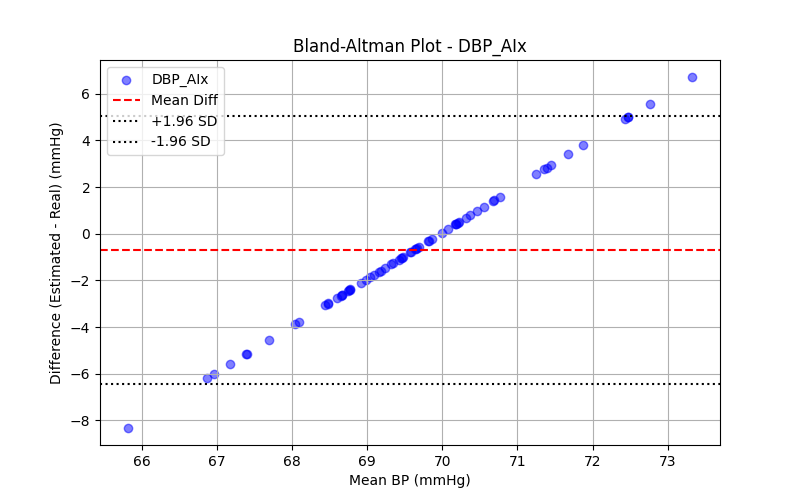 Bland-Altman Plot - DBP_AIx
DBP_AIx
Mean Diff
+1.96 SD
-1.96 SD
Difference (Estimated - Real) (mmHg)
6
4
2
0
−2
−4
−6
−8
66 67 68 69 70 71 72 73
Mean BP (mmHg)